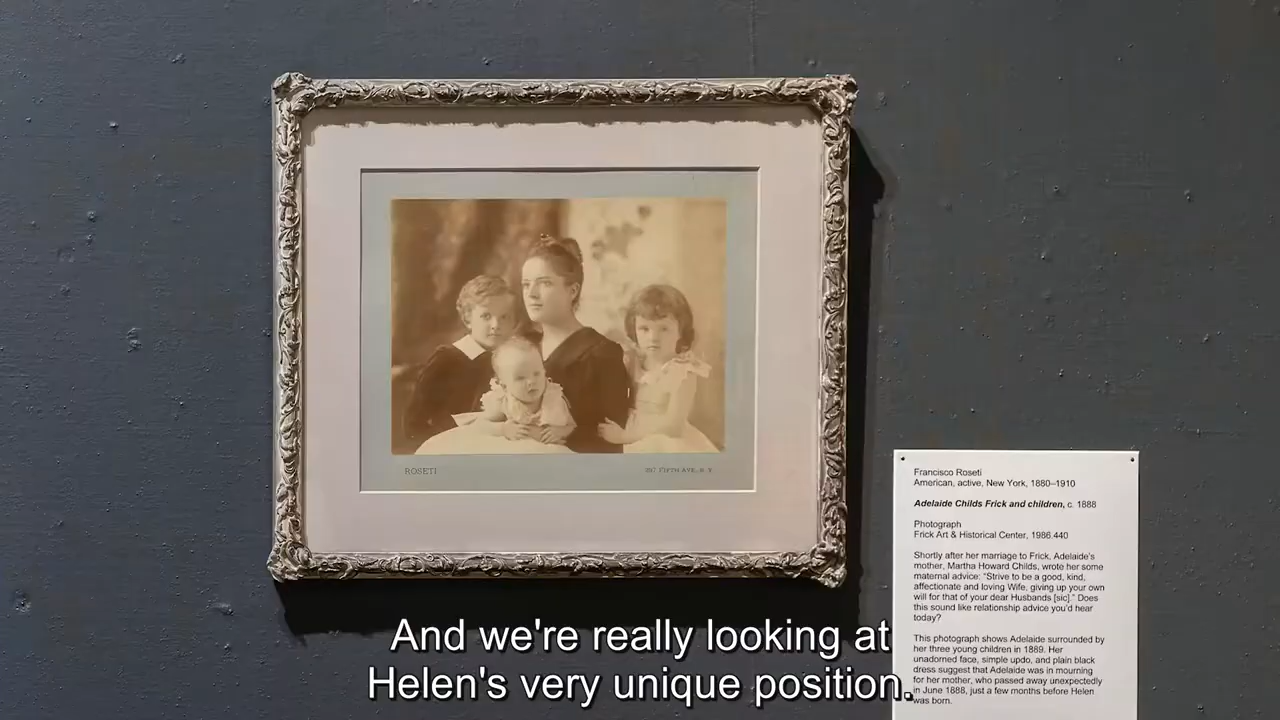 ROSETI
FIFTH AVE. N.Y.
Francisco Roseti
American, active, New York, 1880–1910
Adelaide Childs Frick and children, c. 1888
Photograph
Frick Art & Historical Center, 1986.440
Shortly after her marriage to Frick, Adelaide's
mother, Martha Howard Childs, wrote her some
maternal advice: "Strive to be a good, kind,
affectionate and loving Wife, giving up your own
will for that of your dear Husbands [sic]." Does
this sound like relationship advice you'd hear
today?
This photograph shows Adelaide surrounded by
her three young children in 1889. Her
unadorned face, simple updo, and plain black
dress suggest that Adelaide was in mourning
for her mother, who passed away unexpectedly
in June 1888, just a few months before Helen
was born.
And we're really looking at
Helen's very unique position.